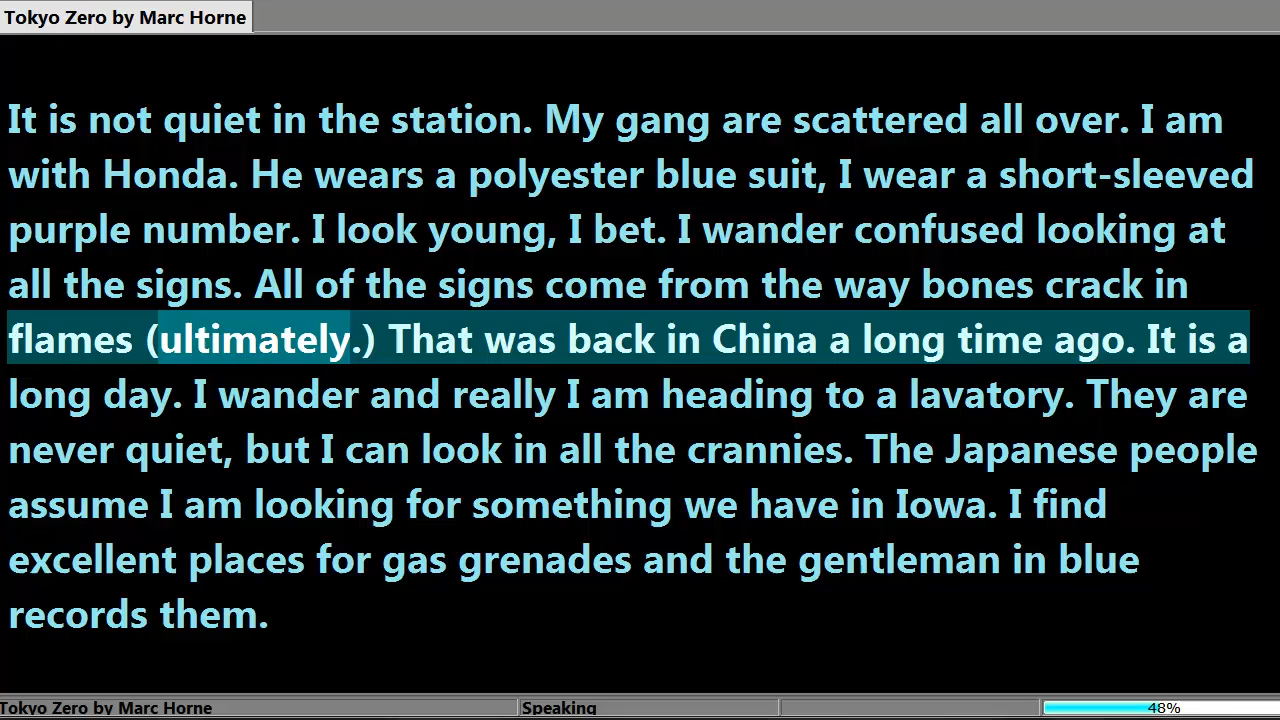 Tokyo Zero by Marc Horne
It is not quiet in the station. My gang are scattered all over. I am
with Honda. He wears a polyester blue suit, I wear a short-sleeved
purple number. I look young, I bet. I wander confused looking at
all the signs. All of the signs come from the way bones crack in
flames (ultimately.) That was back in China a long time ago. It is a
long day. I wander and really I am heading to a lavatory. They are
never quiet, but I can look in all the crannies. The Japanese people
assume I am looking for something we have in Iowa. I find
excellent places for gas grenades and the gentleman in blue
records them.
Tokyo Zero by Marc Horne
Speaking
48%